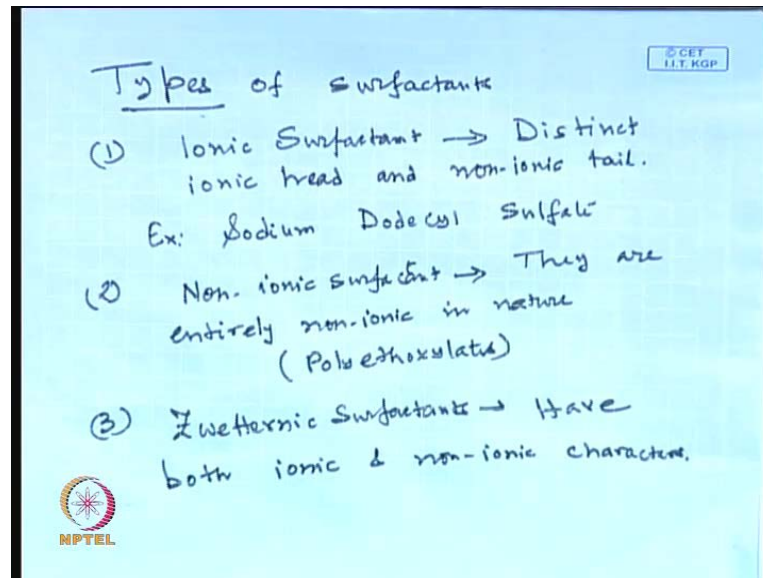 © CET
I.I.T. KGP
Types of surfactants
(1) Ionic Surfactant → Distinct
ionic head and non-ionic tail.
Ex: Sodium Dodecyl Sulfate
(2) Non-ionic surfactant → They are
entirely non-ionic in nature
(Polyethoxylates)
(3) Zwetternic Surfactants → Have
both ionic & non-ionic characters.
NPTEL